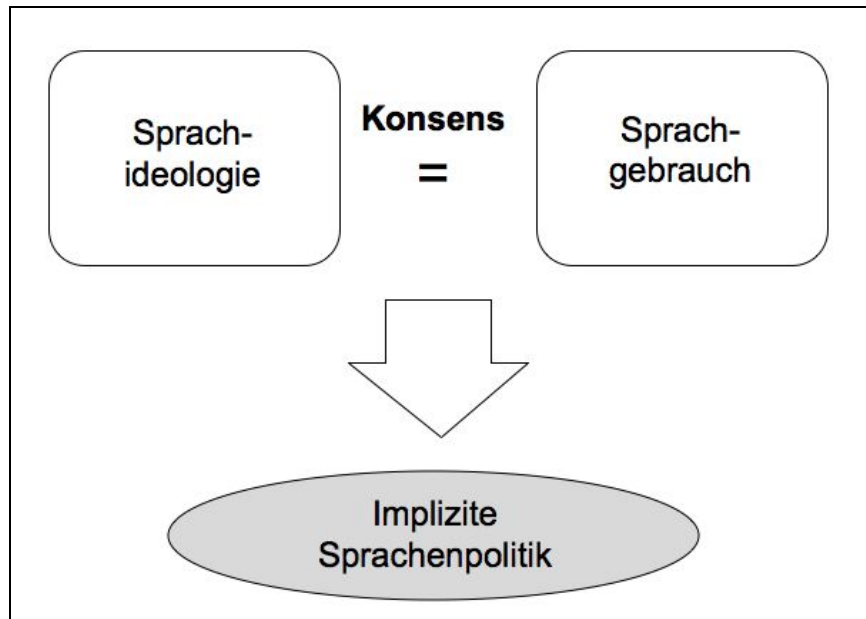 Sprach-
ideologie
Konsens
=
Sprach-
gebrauch
Implizite
Sprachenpolitik